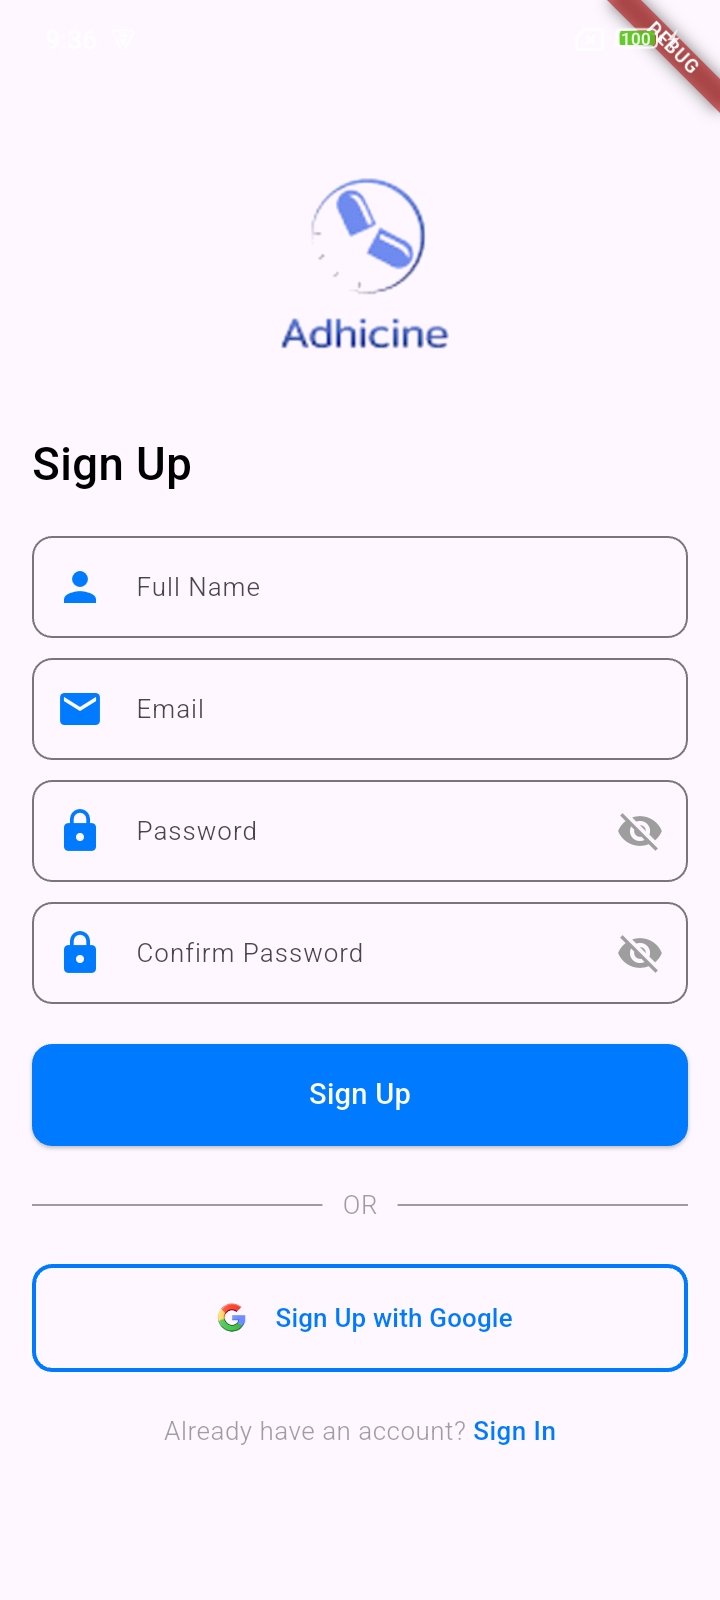 9:36
100
DEBUG
Adhicine
Sign Up
Full Name
Email
Password
Confirm Password
Sign Up
OR
G Sign Up with Google
Already have an account? Sign In